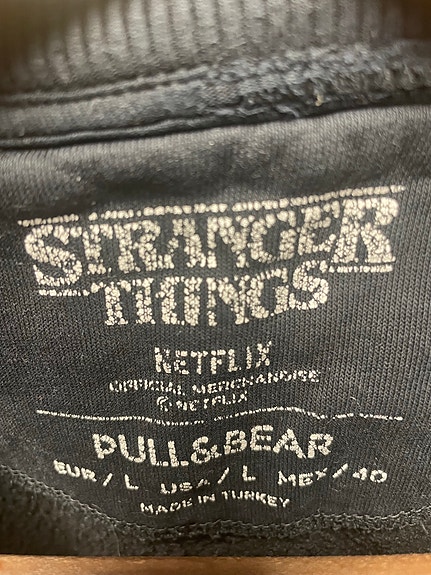 STRANGER
THINGS
NETFLIX
OFFICIAL MERCHANDISE
© NETFLIX
PULL&BEAR
EUR / L USA / L MEX / 40
MADE IN TURKEY